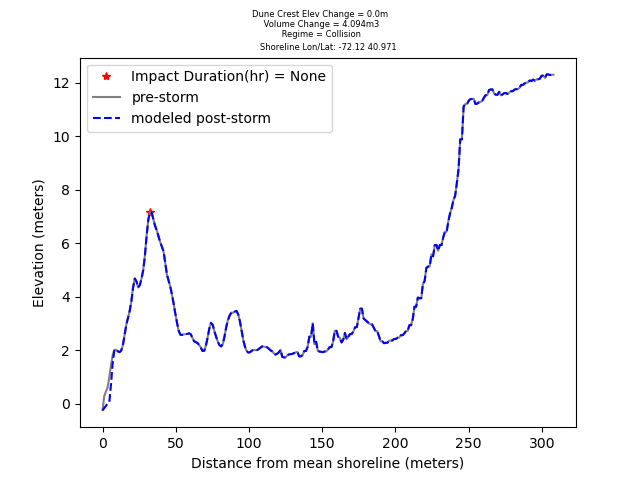 Dune Crest Elev Change = 0.0m
Volume Change = 4.094m
Regime = Collision
Shoreline Lon/Lat: -72.12 40.971
Impact Duration(hr) = None
pre-storm
modeled post-storm
12
10
8
6
4
2
0
Elevation (meters)
0 50 100 150 200 250 300
Distance from mean shoreline (meters)